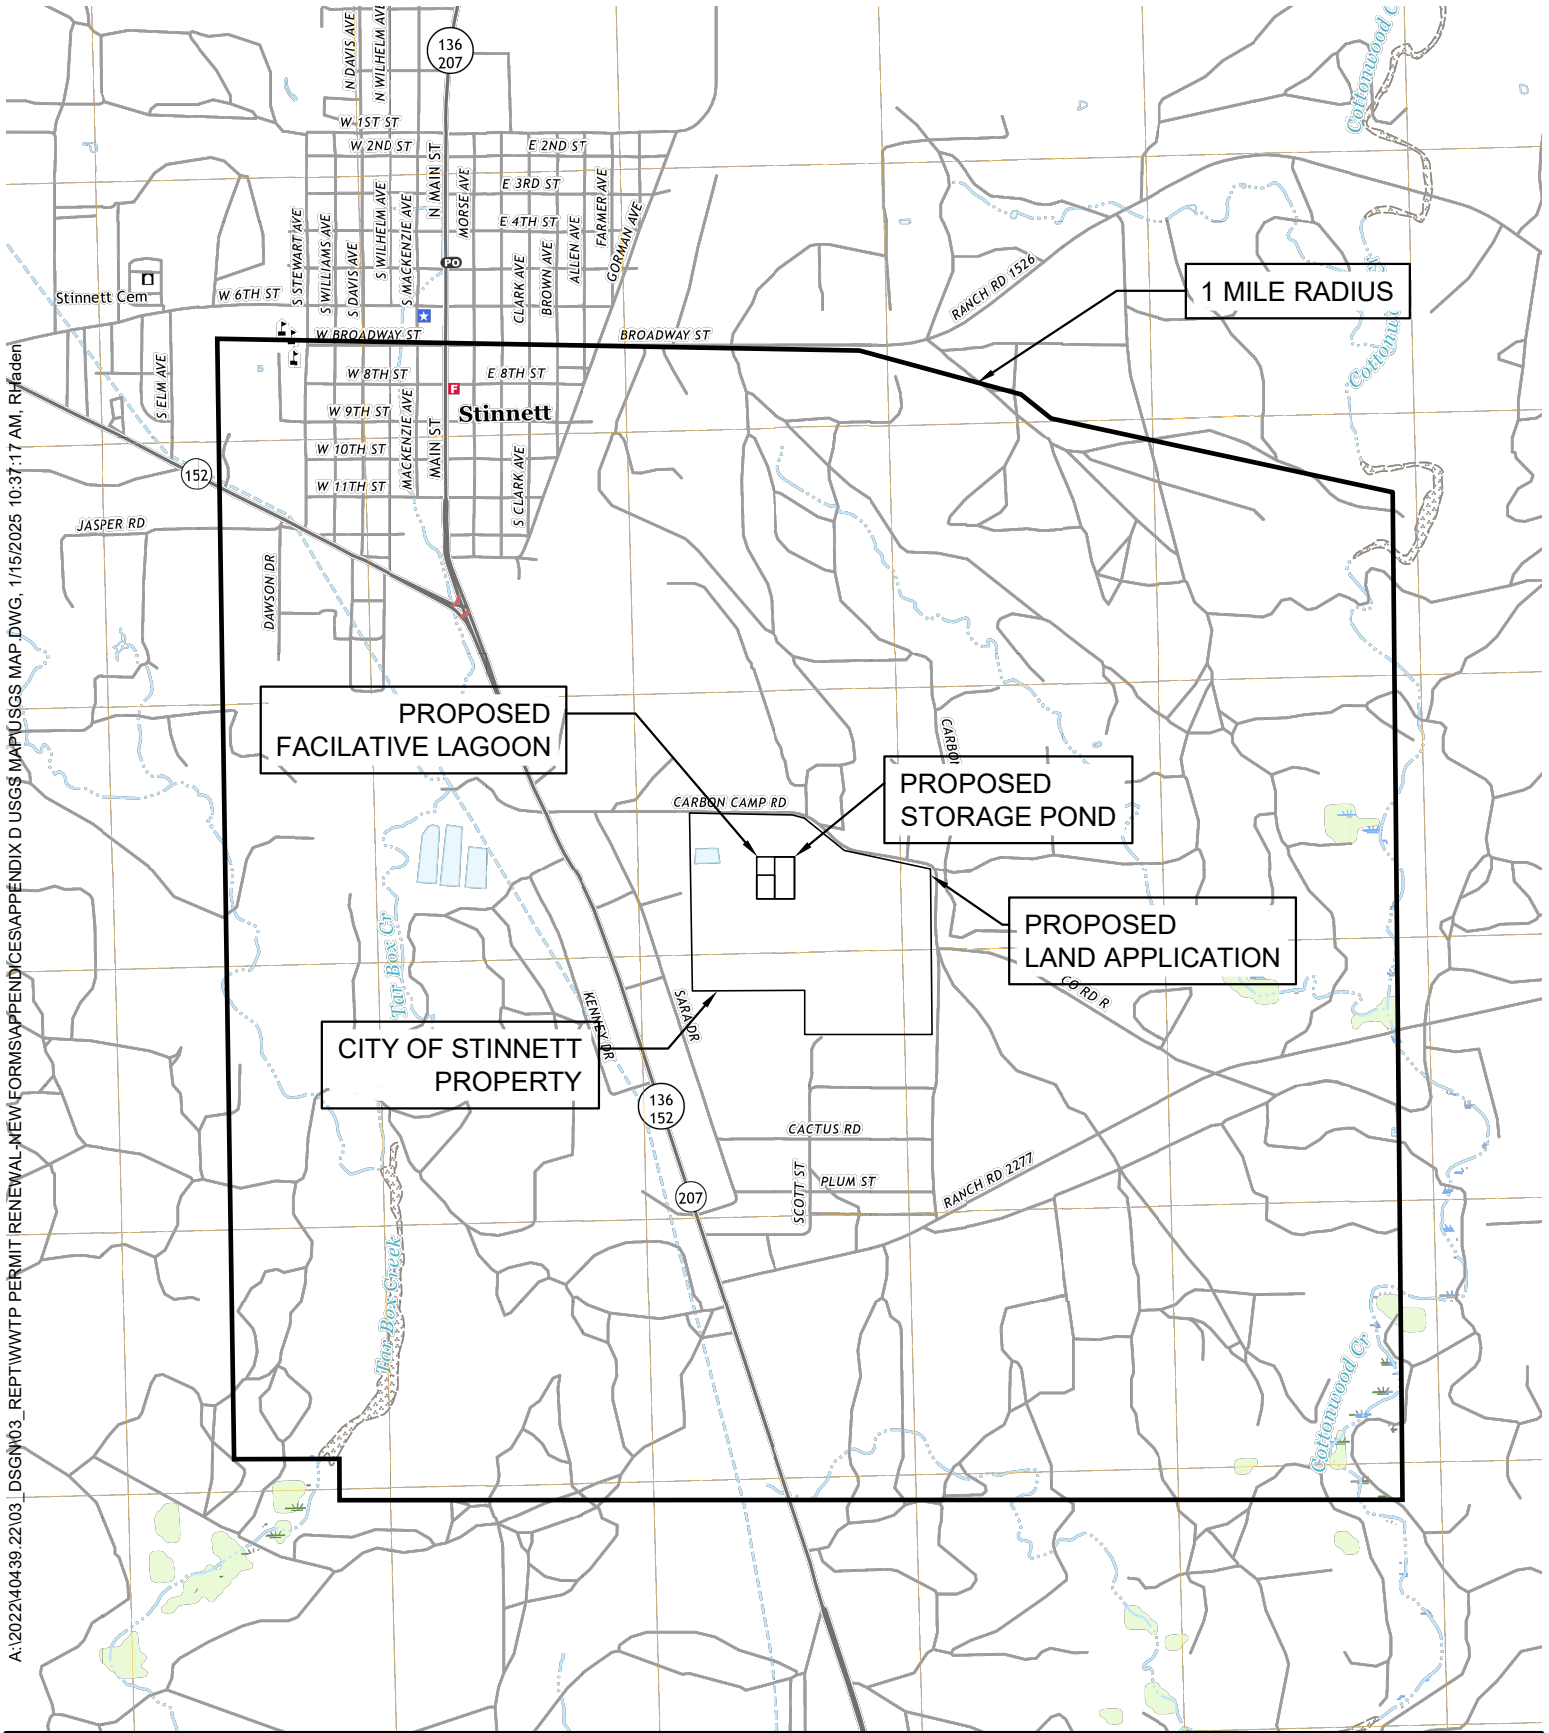 N DAVIS AVE
N WILHELM AVE
136
207
Cottonwood C
W 1ST ST
W 2ND ST
E 2ND ST
N MAIN ST
E 3RD ST
MORSE AVE
FARMER AVE
E 4TH ST
S STEWART AVE
S WILLIAMS AVE
S DAVIS AVE
S WILHELM AVE
S MACKENZIE AVE
PO
CLARK AVE
BROWN AVE
ALLEN AVE
GORMAN AVE
Stinnett Cem
W 6TH ST
RANCH RD 1526
1 MILE RADIUS
W BROADWAY ST
BROADWAY ST
Cottonw
S ELM AVE
W 8TH ST
E 8TH ST
F
W 9TH ST
MACKENZIE AVE
MAIN ST
Stinnett
W 10TH ST
S CLARK AVE
152
W 11TH ST
JASPER RD
DAWSON DR
PROPOSED
FACILATIVE LAGOON
CARBO
PROPOSED
STORAGE POND
CARBON CAMP RD
PROPOSED
LAND APPLICATION
Tar Box Cr
CO RD R
KENNEY DR
SARA DR
CITY OF STINNETT
PROPERTY
136
152
CACTUS RD
SCOTT ST
PLUM ST
RANCH RD 2277
207
Tar Box Creek
Cottonwood Cr
A:\2022\40439.22\03_DSGN\03_REPT\WWTP PERMIT RENEWAL-NEW FORMS\APPENDICES\APPENDIX D USGS MAP\USGS MAP.DWG, 1/15/2025 10:37:17 AM, RHaden